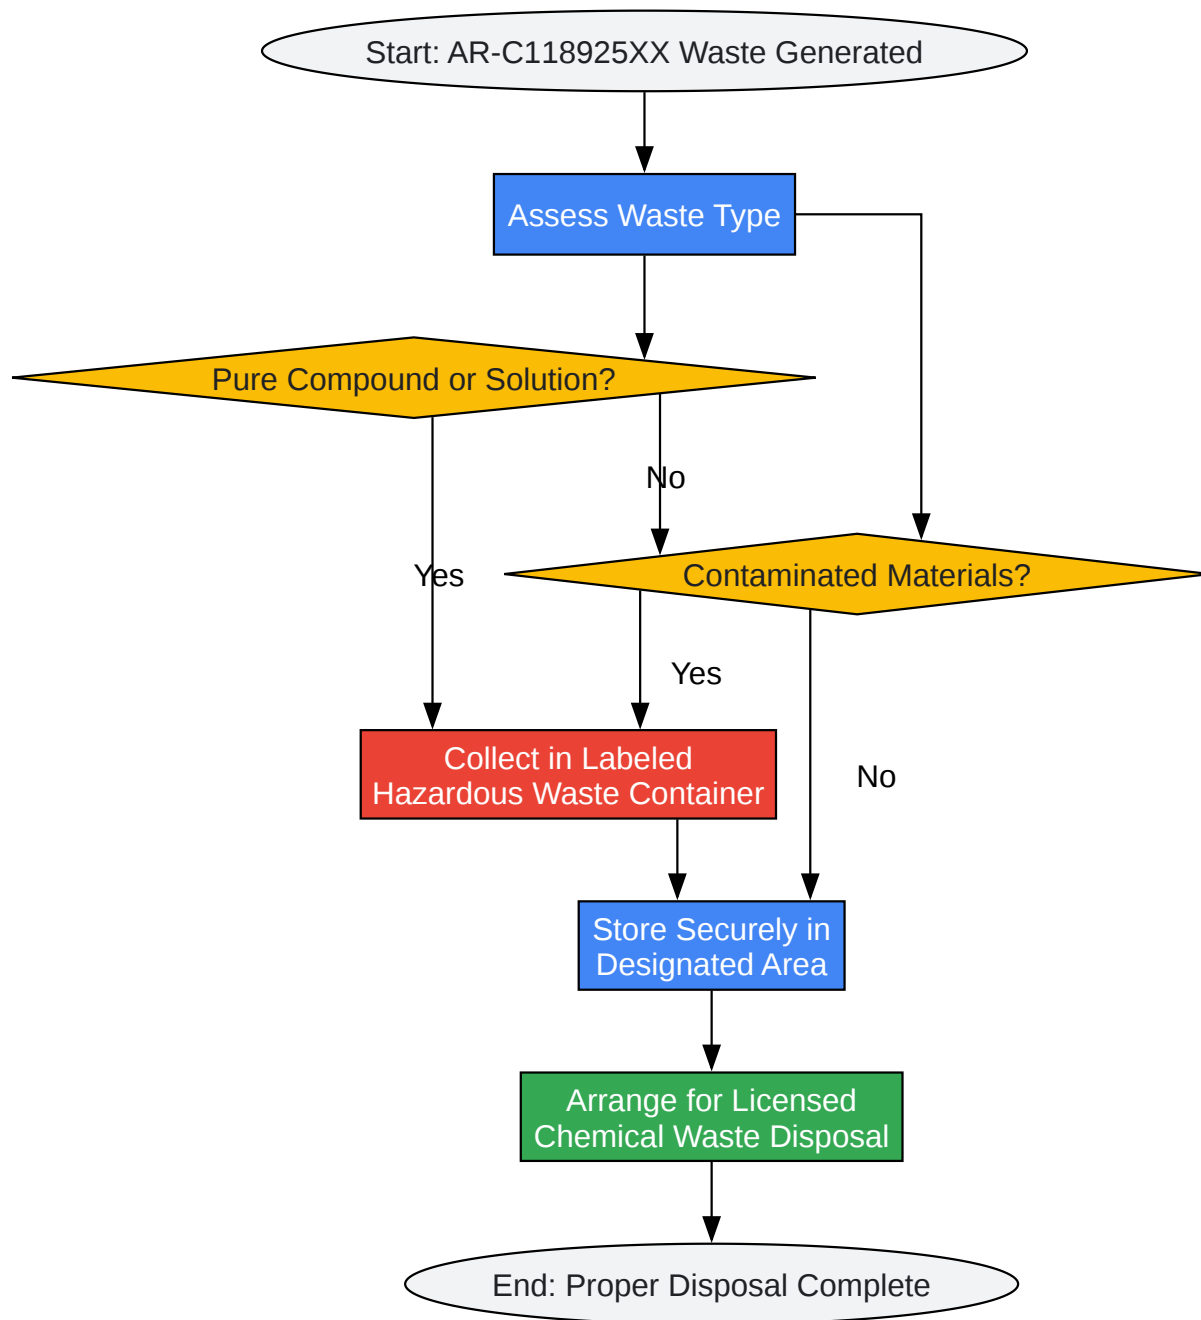 Start: AR-C118925XX Waste Generated
Assess Waste Type
Pure Compound or Solution?
No
Yes
Contaminated Materials?
Yes
Collect in Labeled
Hazardous Waste Container
No
Store Securely in
Designated Area
Arrange for Licensed
Chemical Waste Disposal
End: Proper Disposal Complete